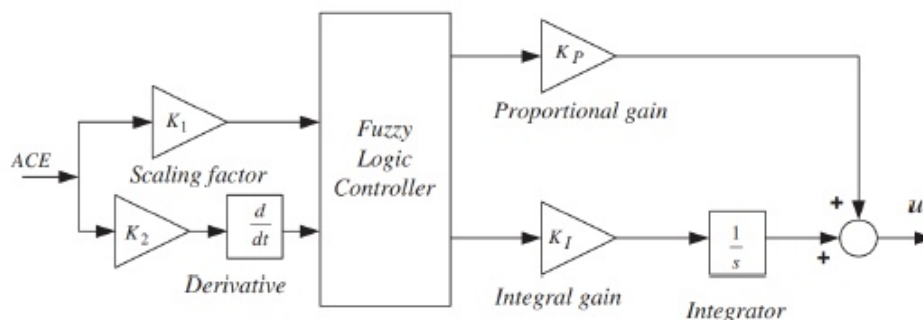 ACE
K1
Scaling factor
K2
d
dt
Derivative
Fuzzy
Logic
Controller
KP
Proportional gain
KI
Integral gain
1
s
Integrator
+
+
u